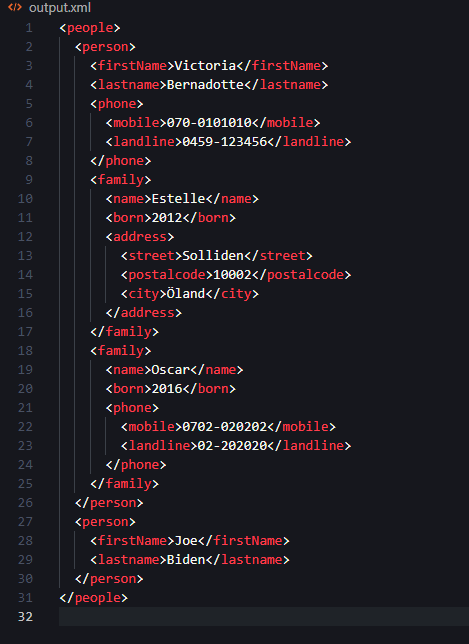 output.xml
1 <people>
2 <person>
3 <firstName>Victoria</firstName>
4 <lastname>Bernadotte</lastname>
5 <phone>
6 <mobile>070-0101010</mobile>
7 <landline>0459-123456</landline>
8 </phone>
9 <family>
10 <name>Estelle</name>
11 <born>2012</born>
12 <address>
13 <street>Solliden</street>
14 <postalcode>10002</postalcode>
15 <city>Öland</city>
16 </address>
17 </family>
18 <family>
19 <name>Oscar</name>
20 <born>2016</born>
21 <phone>
22 <mobile>0702-020202</mobile>
23 <landline>02-202020</landline>
24 </phone>
25 </family>
26 </person>
27 <person>
28 <firstName>Joe</firstName>
29 <lastname>Biden</lastname>
30 </person>
31 </people>
32